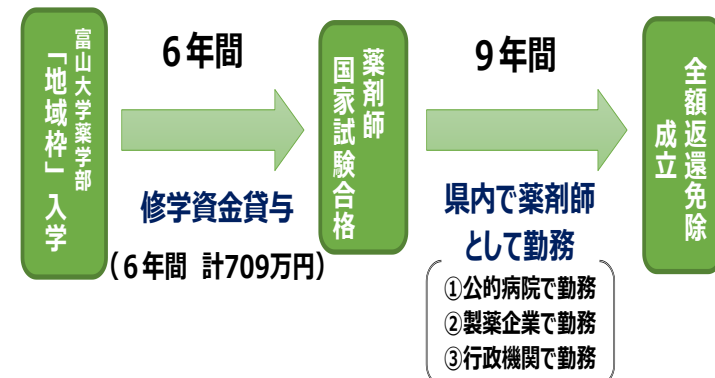 富山大学薬学部
「地域枠」入学
6年間
修学資金貸与
(6年間 計709万円)
薬剤師
国家試験合格
9年間
県内で薬剤師
として勤務
①公的病院で勤務
②製薬企業で勤務
③行政機関で勤務
全額返還免除
成立